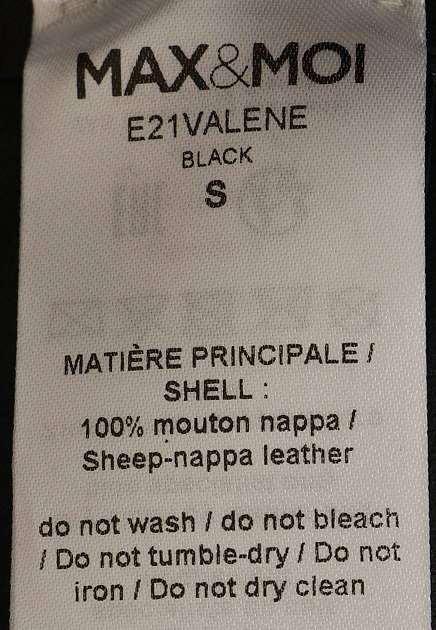 MAX&MOI
E21VALENE
BLACK
S
MATIÈRE PRINCIPALE /
SHELL :
100% mouton nappa /
Sheep-nappa leather
do not wash / do not bleach
/ Do not tumble-dry / Do not
iron / Do not dry clean